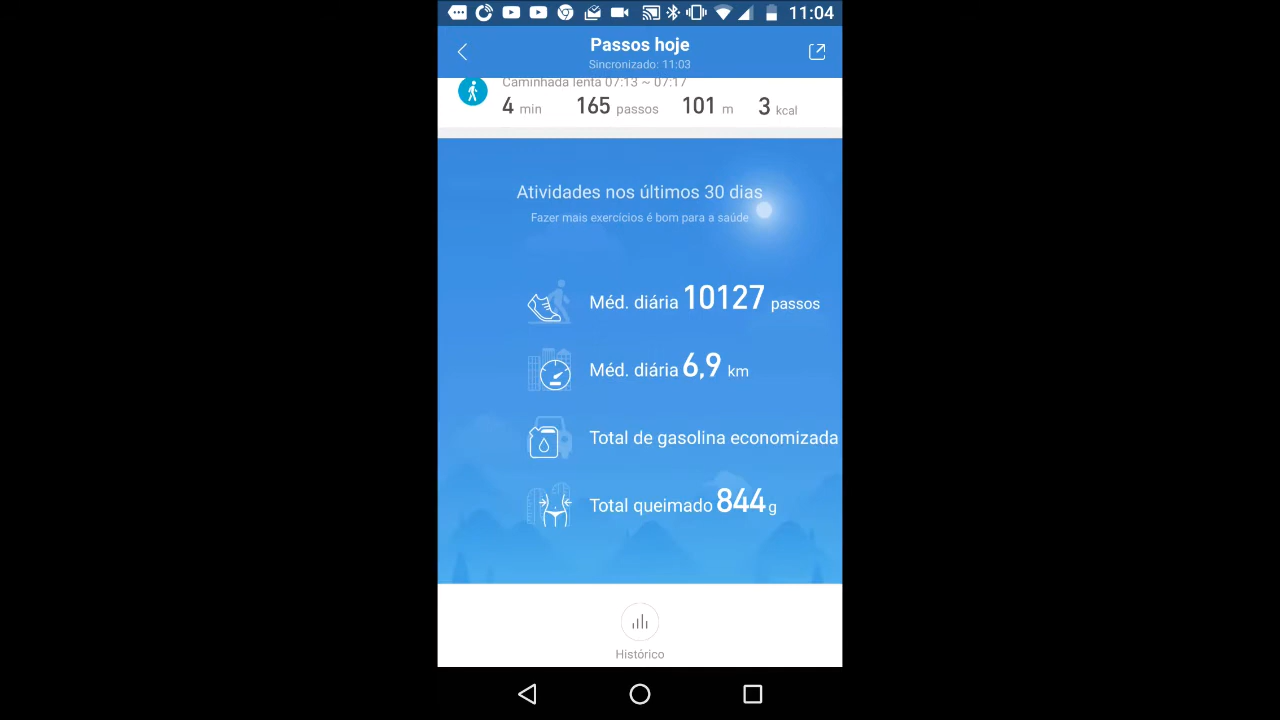 11:04
Passos hoje
Sincronizado: 11:03
Caminhada lenta 07:13 ~ 07:17
4 min 165 passos 101 m 3 kcal
Atividades nos últimos 30 dias
Fazer mais exercícios é bom para a saúde
Méd. diária 10127 passos
Méd. diária 6,9 km
Total de gasolina economizada
Total queimado 844 g
Histórico